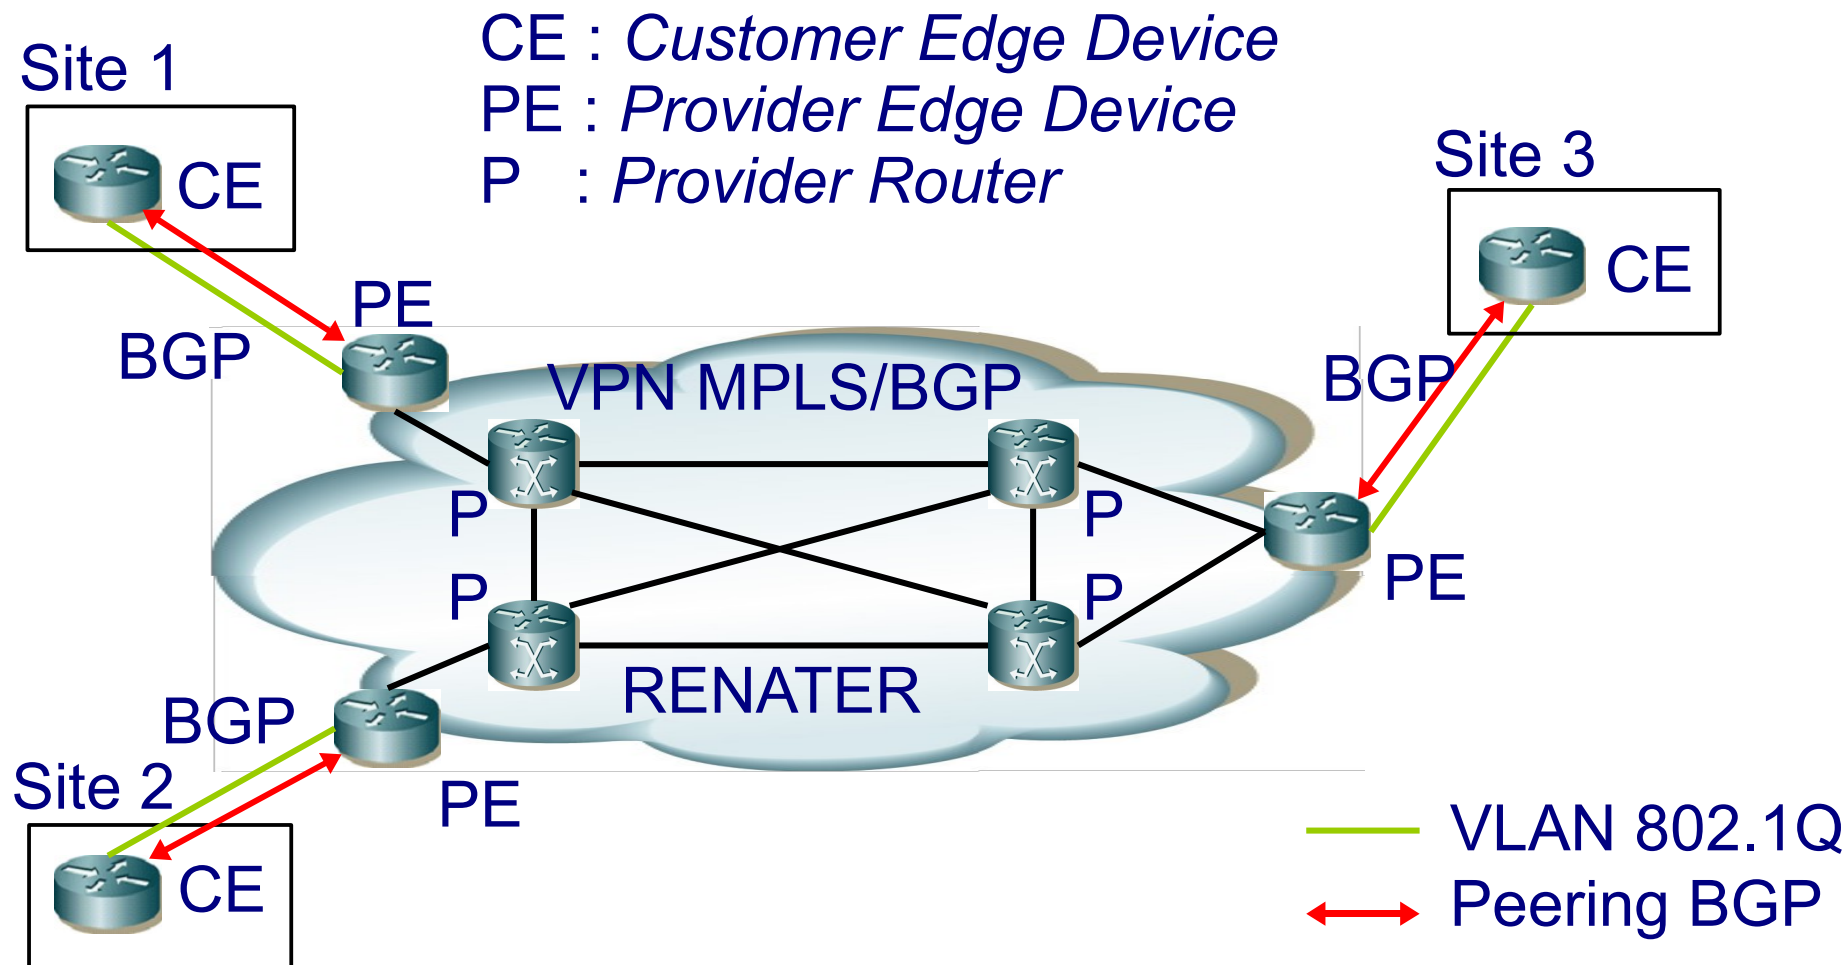 CE : Customer Edge Device
Site 1
PE : Provider Edge Device
Site 3
P : Provider Router
CE
CE
PE
BGP
VPN MPLS/BGP
BGP
P
P
PE
P
P
RENATER
BGP
Site 2
PE
VLAN 802.1Q
CE
Peering BGP